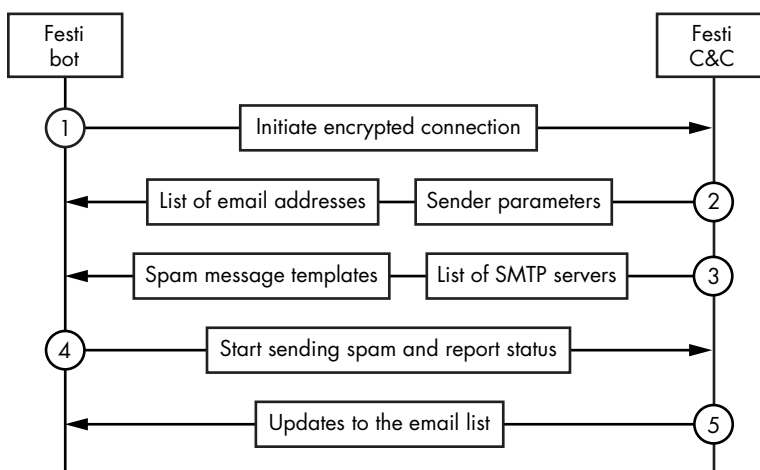 Festi
bot
Festi
C&C
1
Initiate encrypted connection
List of email addresses
Sender parameters
2
Spam message templates
List of SMTP servers
3
4
Start sending spam and report status
Updates to the email list
5